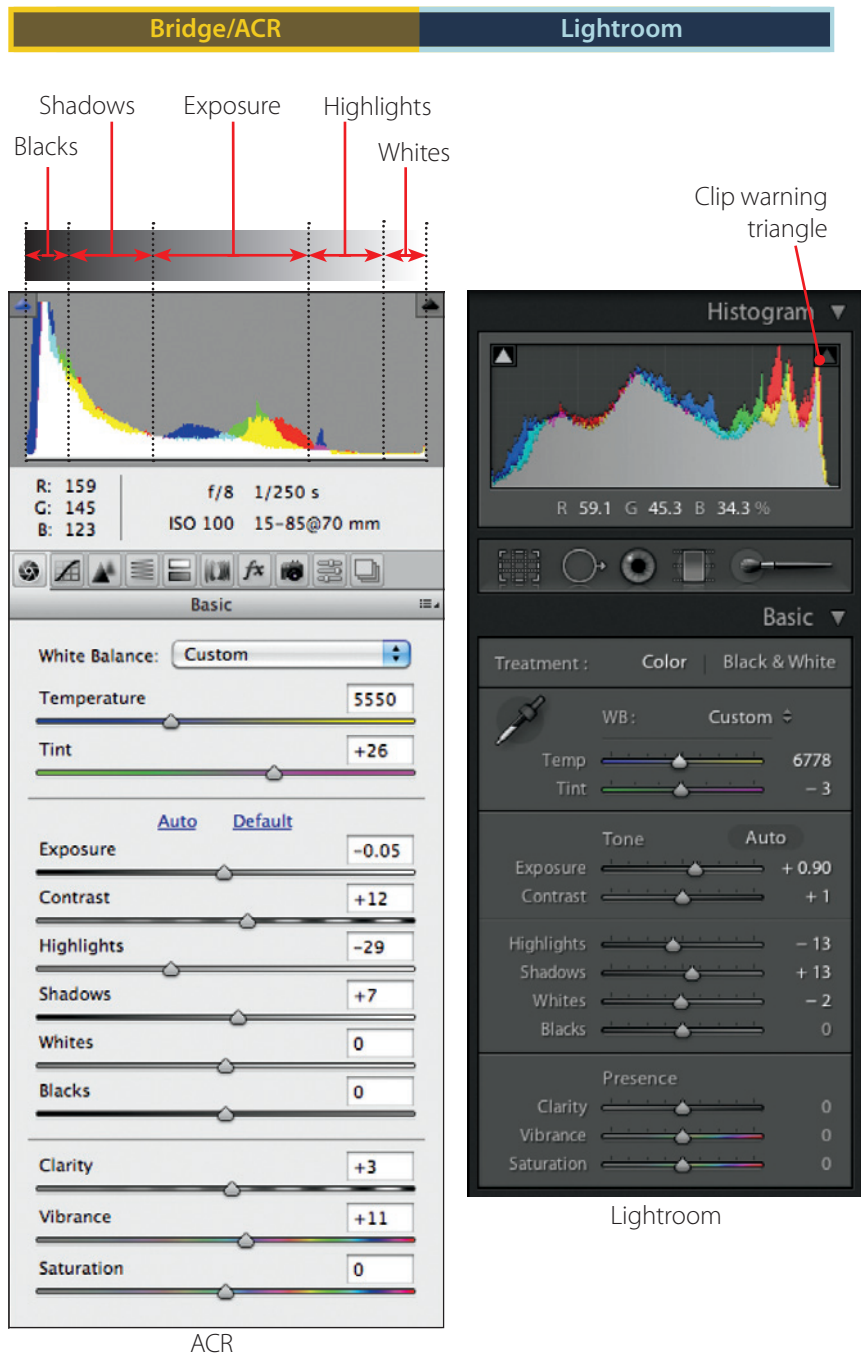 Bridge/ACR
Lightroom
Shadows
Exposure
Highlights
Blacks
Whites
Clip warning
triangle
R: 159
G: 145
B: 123
f/8 1/250 s
ISO 100 15-85@70 mm
fx
Basic
White Balance: Custom
Temperature 5550
Tint +26
Auto Default
Exposure -0.05
Contrast +12
Highlights -29
Shadows +7
Whites 0
Blacks 0
Clarity +3
Vibrance +11
Saturation 0
ACR
Histogram
R 59.1 G 45.3 B 34.3 %
Basic
Treatment : Color Black & White
WB : Custom
Temp 6778
Tint – 3
Tone Auto
Exposure + 0.90
Contrast + 1
Highlights – 13
Shadows + 13
Whites – 2
Blacks 0
Presence
Clarity 0
Vibrance 0
Saturation 0
Lightroom